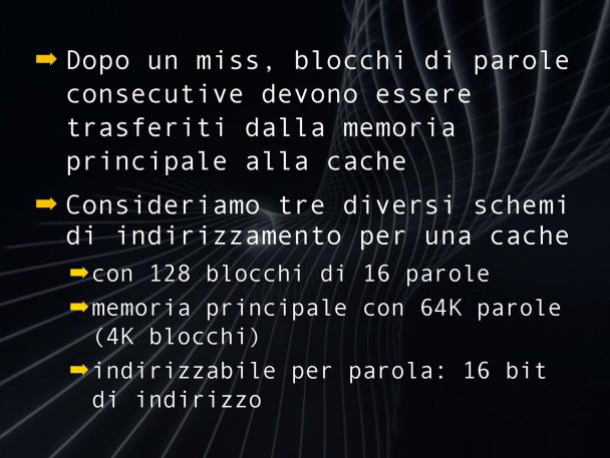 ➡ Dopo un miss, blocchi di parole
consecutive devono essere
trasferiti dalla memoria
principale alla cache
➡ Consideriamo tre diversi schemi
di indirizzamento per una cache
➡con 128 blocchi di 16 parole
➡memoria principale con 64K parole
(4K blocchi)
➡indirizzabile per parola: 16 bit
di indirizzo